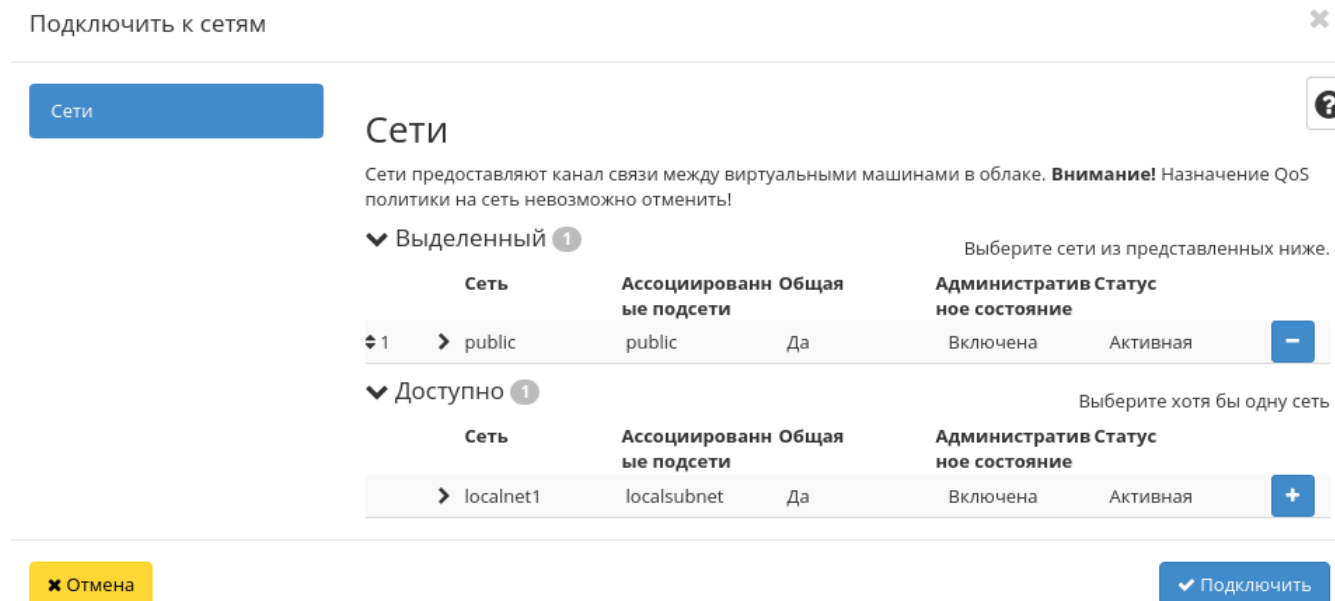 Подключить к сетям
Сети
Сети
Сети предоставляют канал связи между виртуальными машинами в облаке. Внимание! Назначение QoS
политики на сеть невозможно отменить!
Выделенный 1
Выберите сети из представленных ниже.
Сеть Ассоциированн Общая Административ Статус
ые подсети ное состояние
1 public public Да Включена Активная
Доступно 1
Выберите хотя бы одну сеть
Сеть Ассоциированн Общая Административ Статус
ые подсети ное состояние
localnet1 localsubnet Да Включена Активная
Отмена Подключить